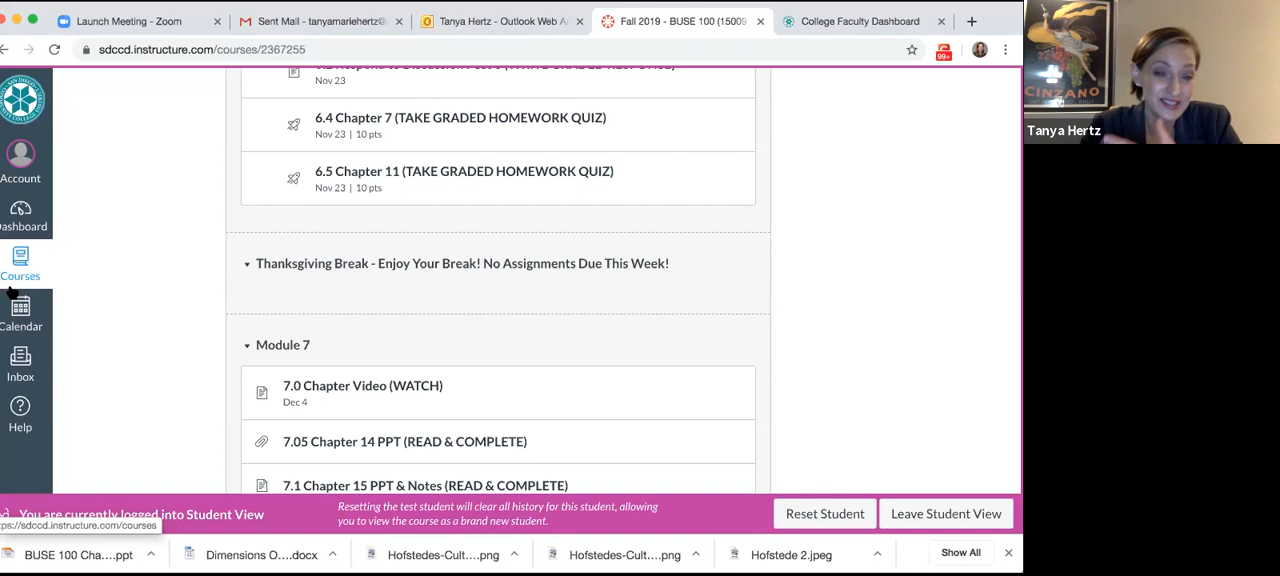 Launch Meeting - Zoom
Sent Mail - tanyamariehertz@
Tanya Hertz - Outlook Web A
Fall 2019 - BUSE 100 (15009
College Faculty Dashboard
sdccd.instructure.com/courses/2367255
99+
CINZANO
Tanya Hertz
Nov 23
6.4 Chapter 7 (TAKE GRADED HOMEWORK QUIZ)
Nov 23 | 10 pts
6.5 Chapter 11 (TAKE GRADED HOMEWORK QUIZ)
Nov 23 | 10 pts
Account
Dashboard
Courses
Calendar
Inbox
Help
Thanksgiving Break - Enjoy Your Break! No Assignments Due This Week!
Module 7
7.0 Chapter Video (WATCH)
Dec 4
7.05 Chapter 14 PPT (READ & COMPLETE)
7.1 Chapter 15 PPT & Notes (READ & COMPLETE)
You are currently logged into Student View
Resetting the test student will clear all history for this student, allowing
you to view the course as a brand new student.
Reset Student
Leave Student View
tps://sdccd.instructure.com/courses
BUSE 100 Cha....ppt
Dimensions O....docx
Hofstedes-Cult....png
Hofstedes-Cult....png
Hofstede 2.jpeg
Show All